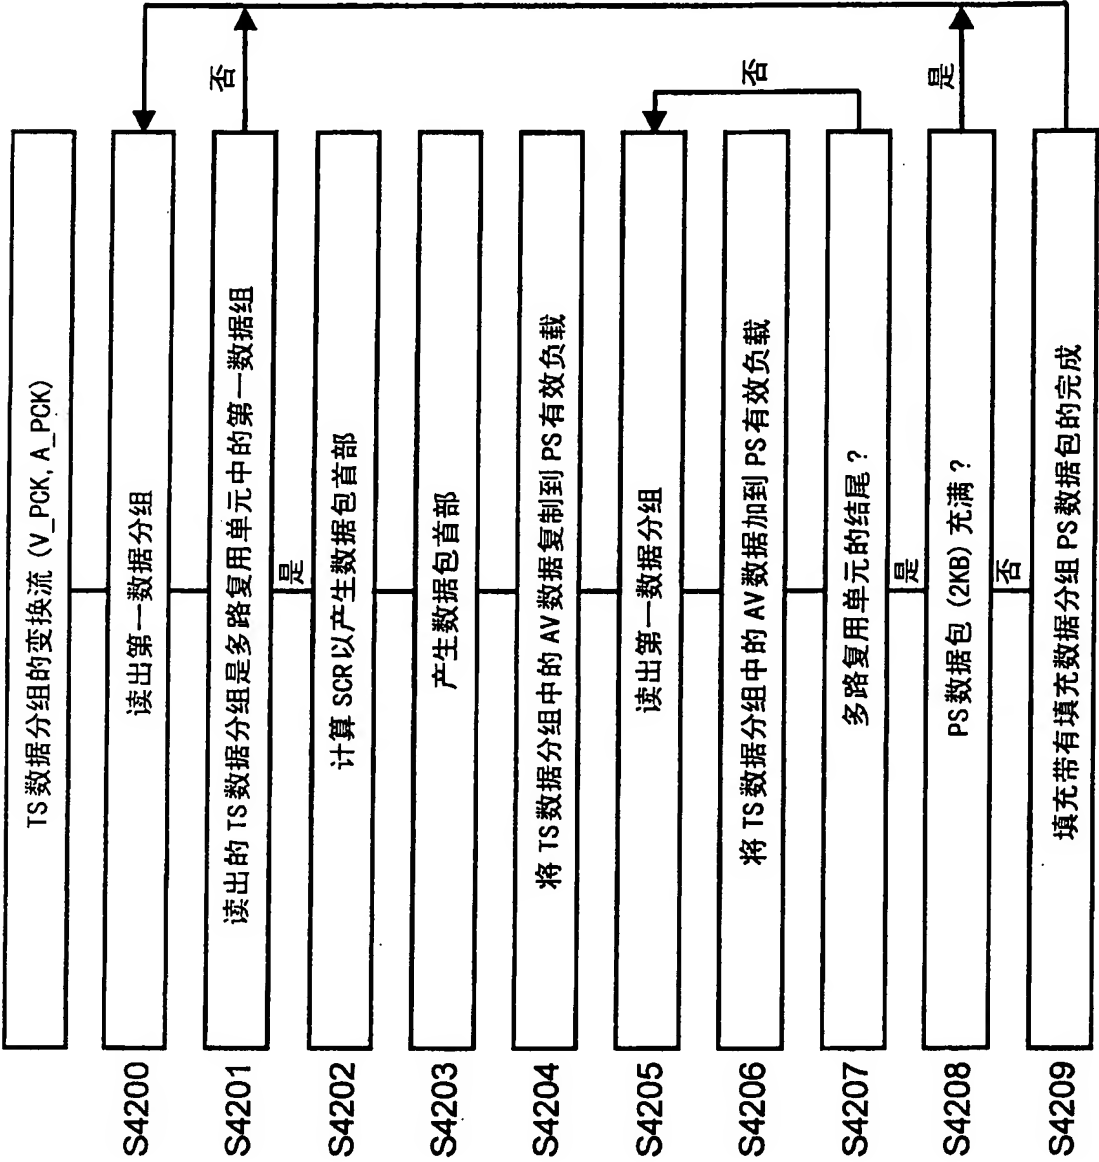 TS数据分组的变换流 (V_PCK, A_PCK)
S4200
读出第一数据分组
S4201
读出的 TS数据分组是多路复用单元中的第一数据组
否
是
S4202
计算 SCR以产生数据包首部
S4203
产生数据包首部
S4204
将 TS数据分组中的 AV数据复制到PS有效负载
S4205
读出第一数据分组
S4206
将 TS数据分组中的AV数据加到PS有效负载
S4207
多路复用单元的结尾?
否
是
S4208
PS数据包 (2KB) 充满?
是
否
S4209
填充带有填充数据分组PS数据包的完成